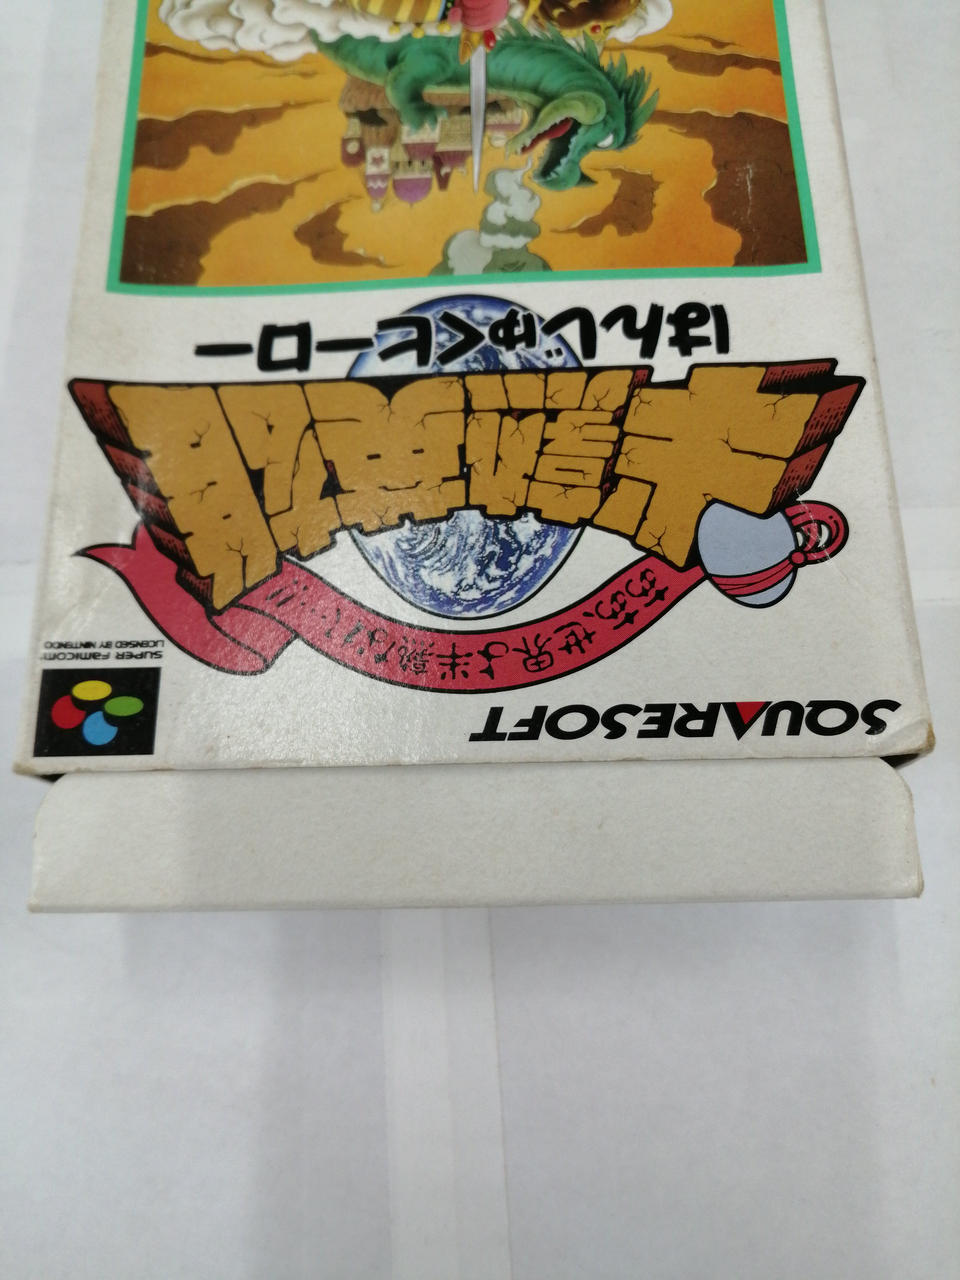 SQUARESOFT
SUPER FAMICOM™
LICENSED BY NINTENDO
ああ、世界よ半熟なれ…!!
半熟英雄
はんじゅくヒーロー